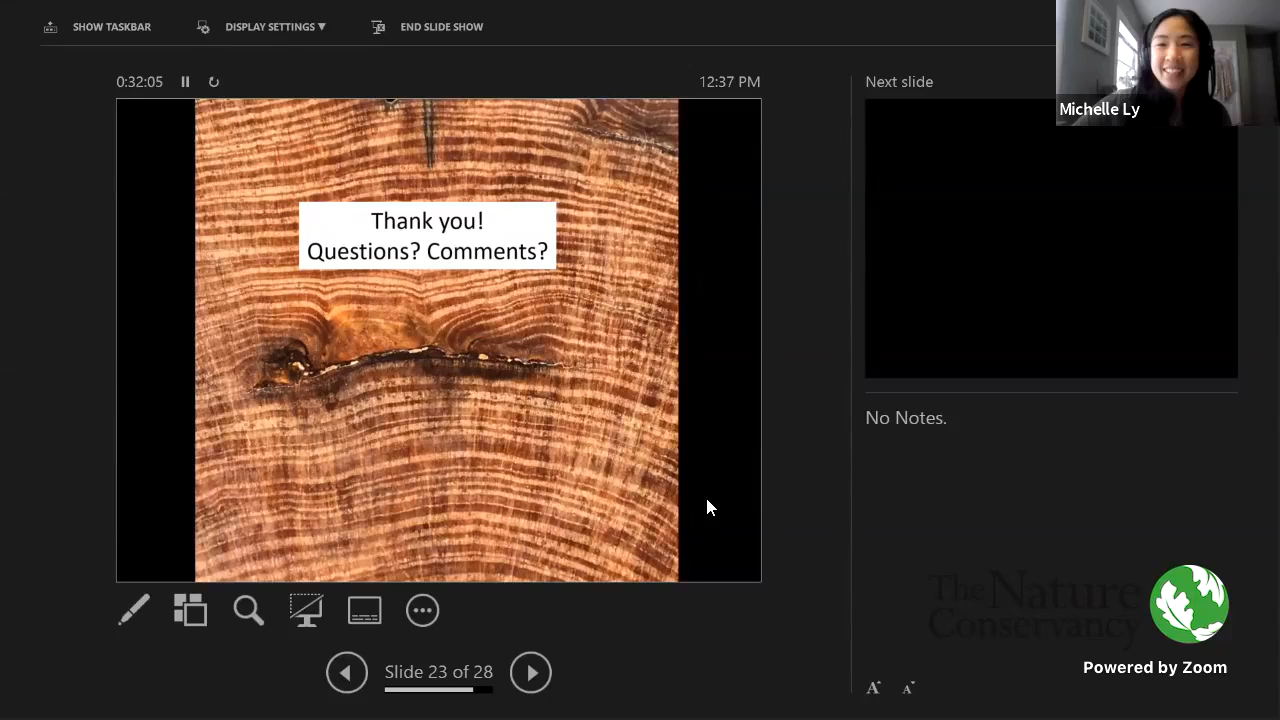 SHOW TASKBAR
DISPLAY SETTINGS ▼
END SLIDE SHOW
0:32:05
12:37 PM
Next slide
Michelle Ly
Thank you!
Questions? Comments?
No Notes.
The Nature
Conservancy
Powered by Zoom
Slide 23 of 28
A
A